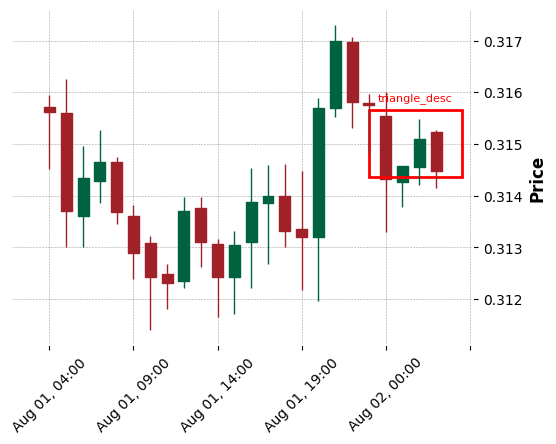 0.317
0.316
triangle_desc
0.315
0.314
0.313
0.312
Price
Aug 01, 04:00
Aug 01, 09:00
Aug 01, 14:00
Aug 01, 19:00
Aug 02, 00:00